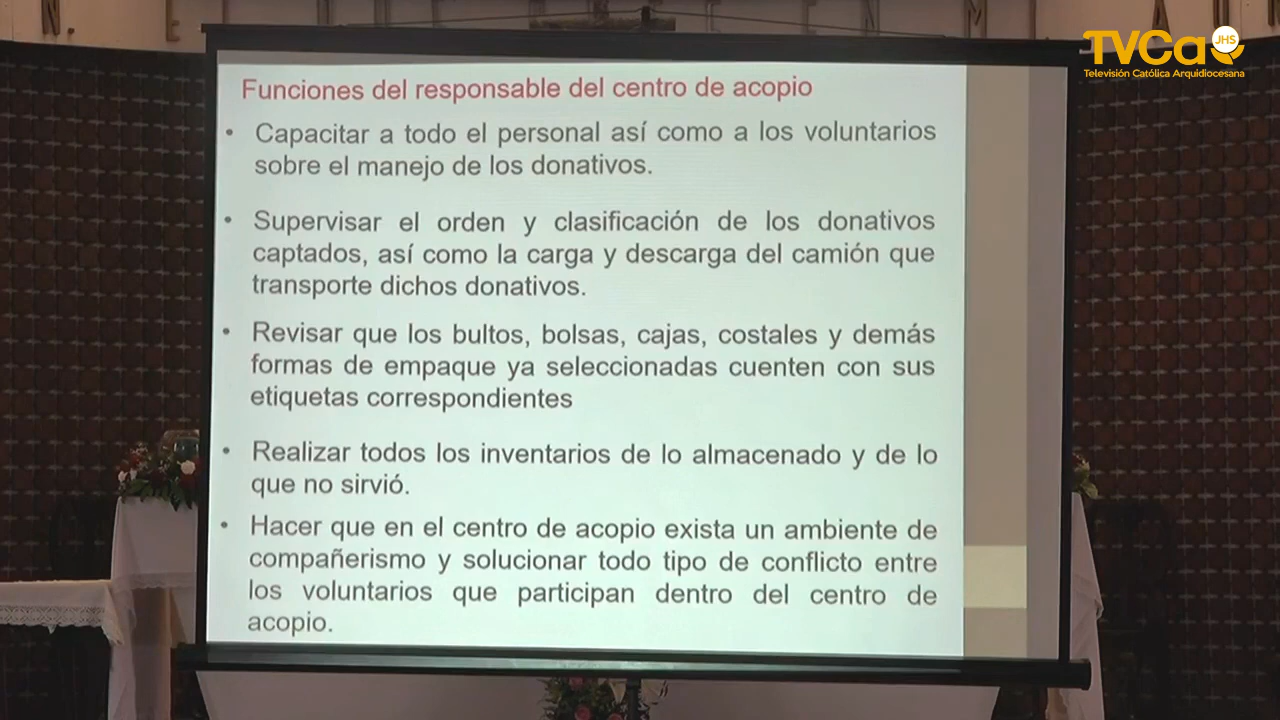 TVCa
JHS
Televisión Católica Arquidiocesana
Funciones del responsable del centro de acopio
• Capacitar a todo el personal así como a los voluntarios
sobre el manejo de los donativos.
• Supervisar el orden y clasificación de los donativos
captados, así como la carga y descarga del camión que
transporte dichos donativos.
• Revisar que los bultos, bolsas, cajas, costales y demás
formas de empaque ya seleccionadas cuenten con sus
etiquetas correspondientes
• Realizar todos los inventarios de lo almacenado y de lo
que no sirvió.
• Hacer que en el centro de acopio exista un ambiente de
compañerismo y solucionar todo tipo de conflicto entre
los voluntarios que participan dentro del centro de
acopio.